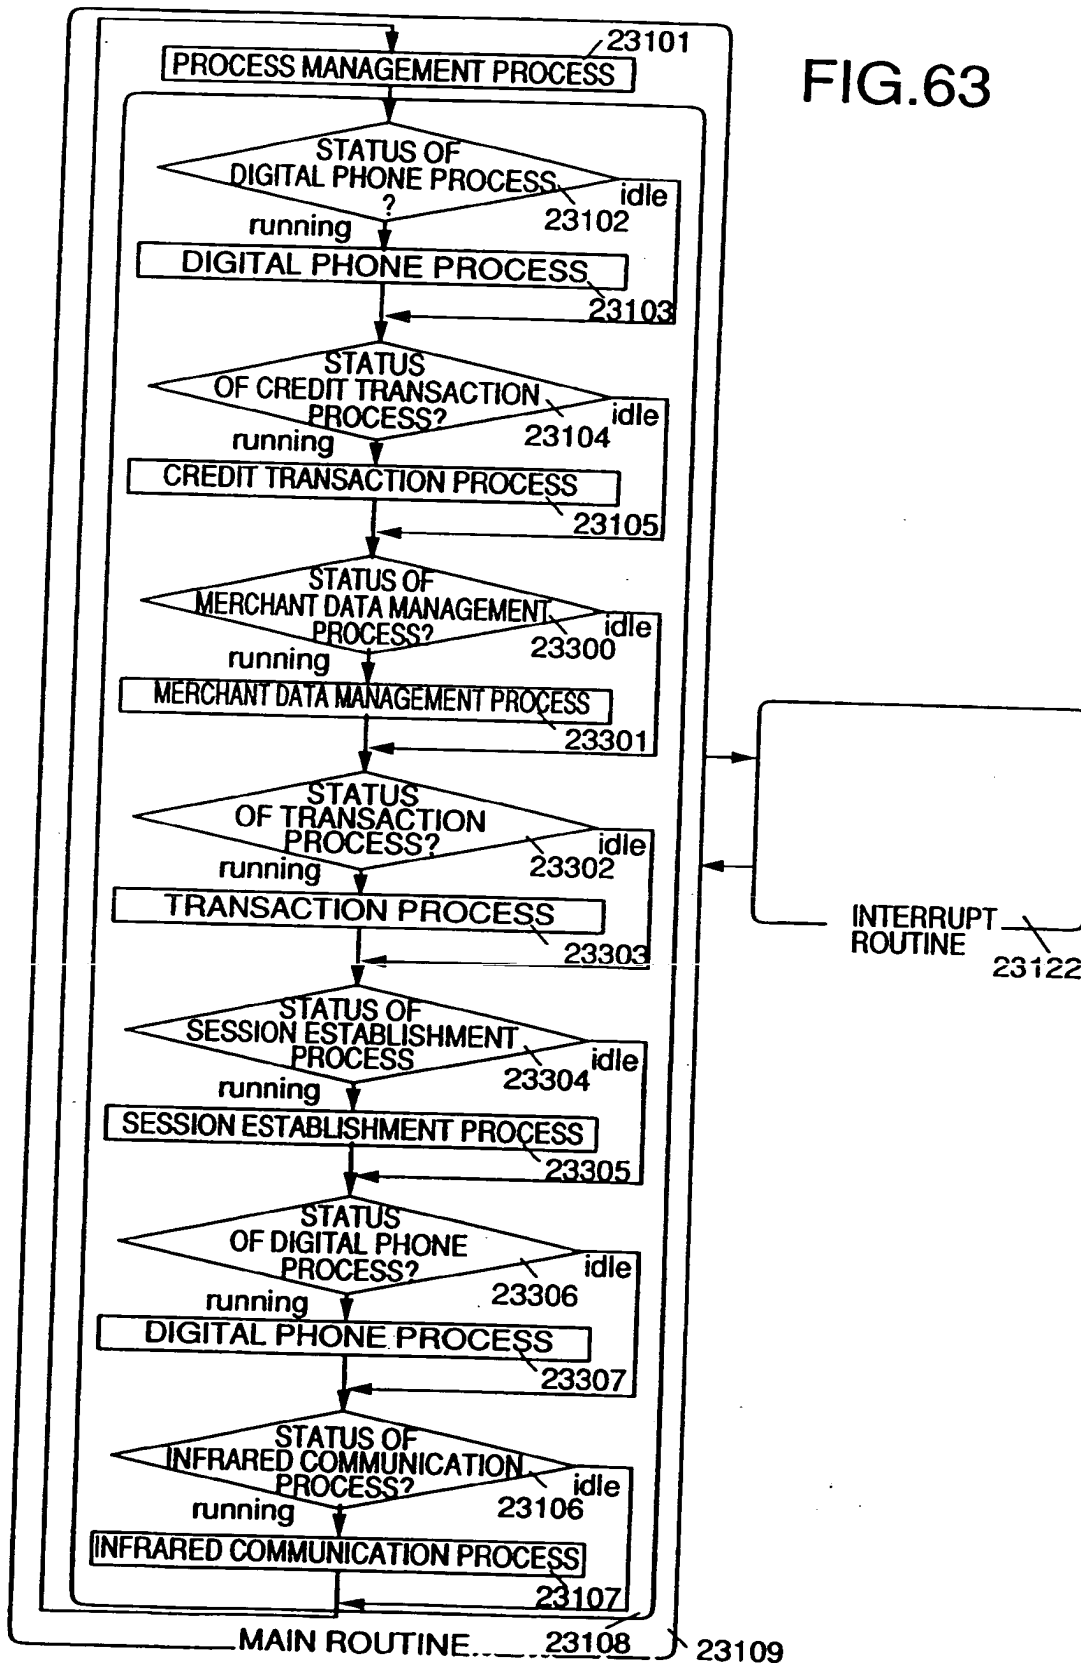 23101
PROCESS MANAGEMENT PROCESS
FIG.63
STATUS OF
DIGITAL PHONE PROCESS
?
idle
23102
running
DIGITAL PHONE PROCESS
23103
STATUS
OF CREDIT TRANSACTION
PROCESS?
idle
23104
running
CREDIT TRANSACTION PROCESS
23105
STATUS OF
MERCHANT DATA MANAGEMENT
PROCESS?
idle
23300
running
MERCHANT DATA MANAGEMENT PROCESS
23301
STATUS
OF TRANSACTION
PROCESS?
idle
23302
running
TRANSACTION PROCESS
23303
INTERRUPT
ROUTINE
23122
STATUS OF
SESSION ESTABLISHMENT
PROCESS
idle
23304
running
SESSION ESTABLISHMENT PROCESS
23305
STATUS
OF DIGITAL PHONE
PROCESS?
idle
23306
running
DIGITAL PHONE PROCESS
23307
STATUS OF
INFRARED COMMUNICATION
PROCESS?
idle
23106
running
INFRARED COMMUNICATION PROCESS
23107
MAIN ROUTINE
23108
23109